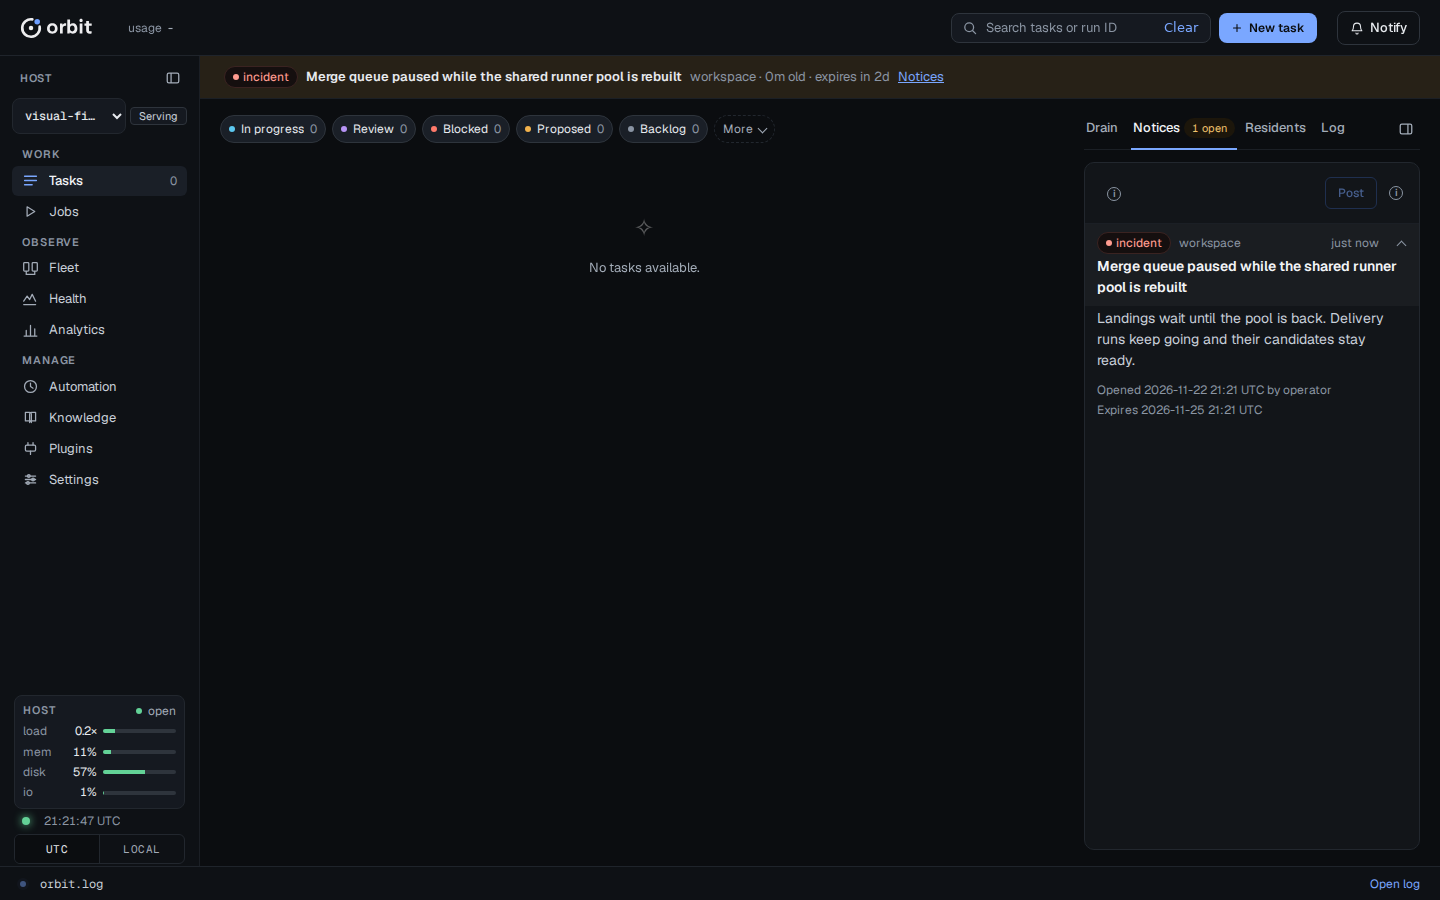 orbit
usage -
Search tasks or run ID
Clear
+ New task
Notify
HOST
visual-fi…
Serving
WORK
Tasks 0
Jobs
OBSERVE
Fleet
Health
Analytics
MANAGE
Automation
Knowledge
Plugins
Settings
HOST open
load 0.2×
mem 11%
disk 57%
io 1%
21:21:47 UTC
UTC LOCAL
incident Merge queue paused while the shared runner pool is rebuilt workspace · 0m old · expires in 2d Notices
In progress 0 Review 0 Blocked 0 Proposed 0 Backlog 0 More
No tasks available.
Drain Notices 1 open Residents Log
Post
incident workspace just now
Merge queue paused while the shared runner
pool is rebuilt
Landings wait until the pool is back. Delivery
runs keep going and their candidates stay
ready.
Opened 2026-11-22 21:21 UTC by operator
Expires 2026-11-25 21:21 UTC
orbit.log
Open log